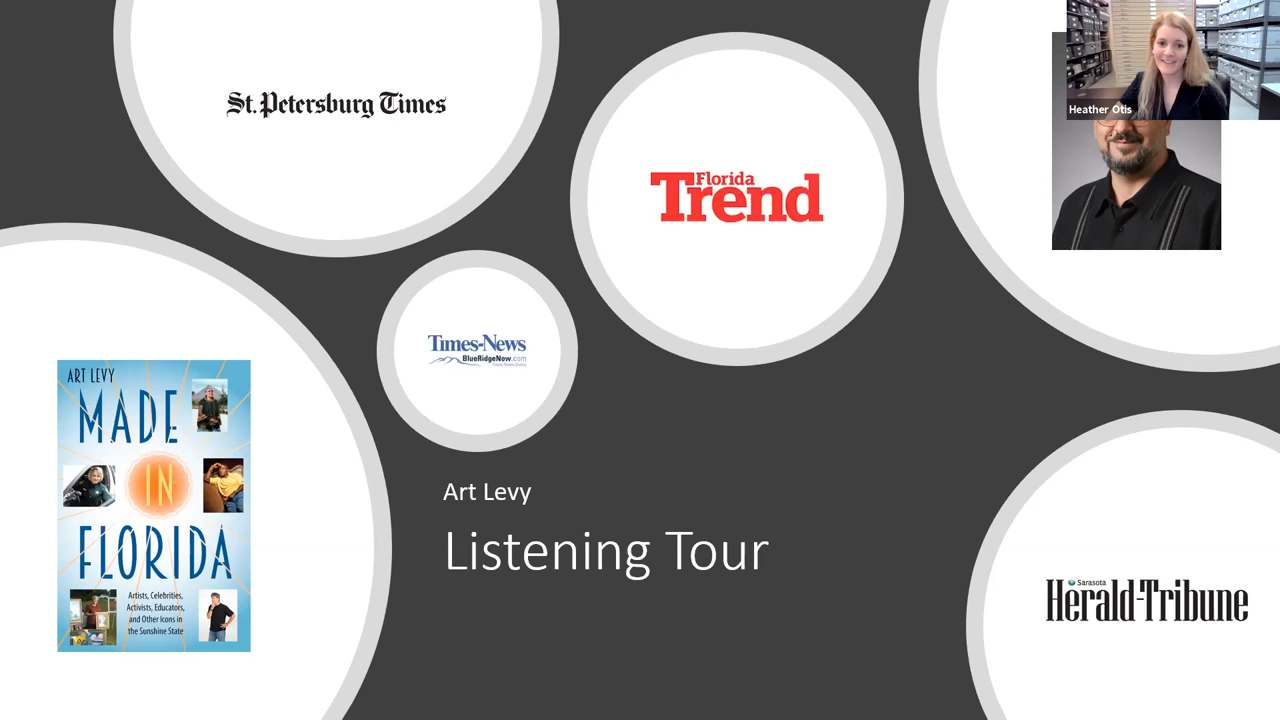 Heather Otis
St. Petersburg Times
Florida
Trend
Times-News
BlueRidgeNow.com
ART LEVY
MADE
IN
FLORIDA
Artists, Celebrities,
Activists, Educators,
and Other Icons in
the Sunshine State
Art Levy
Listening Tour
Sarasota
Herald-Tribune